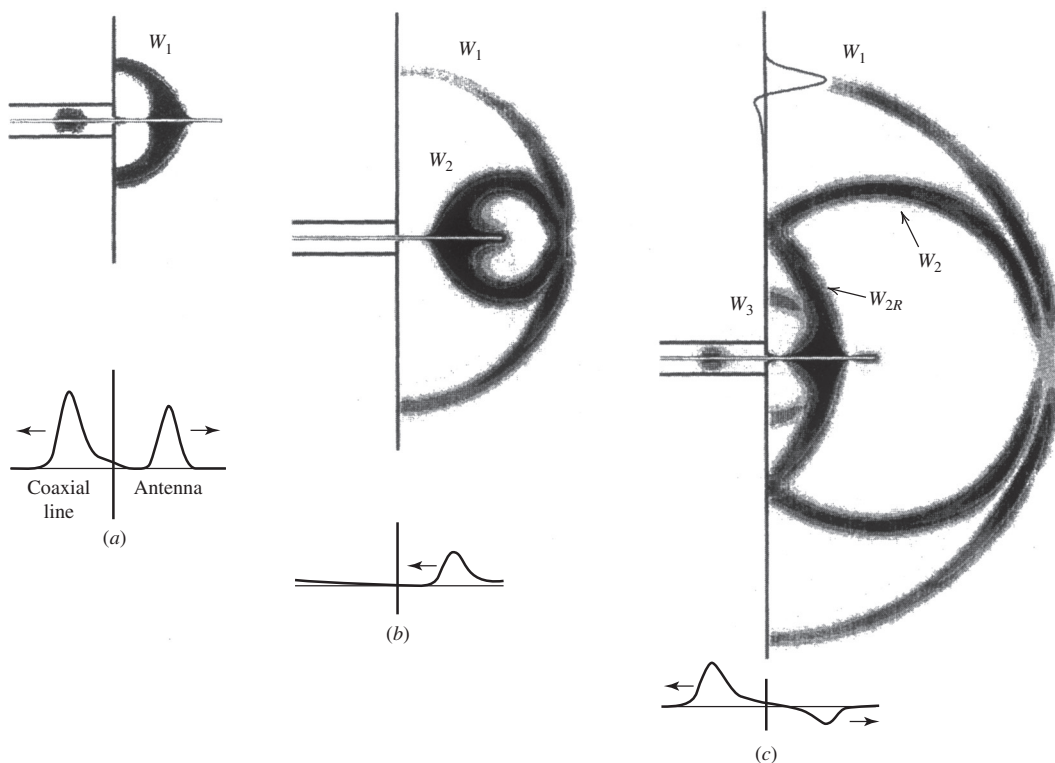 W₁
Coaxial line
Antenna
(a)
W₁
W₂
(b)
W₁
W₂
W₂R
W₃
(c)